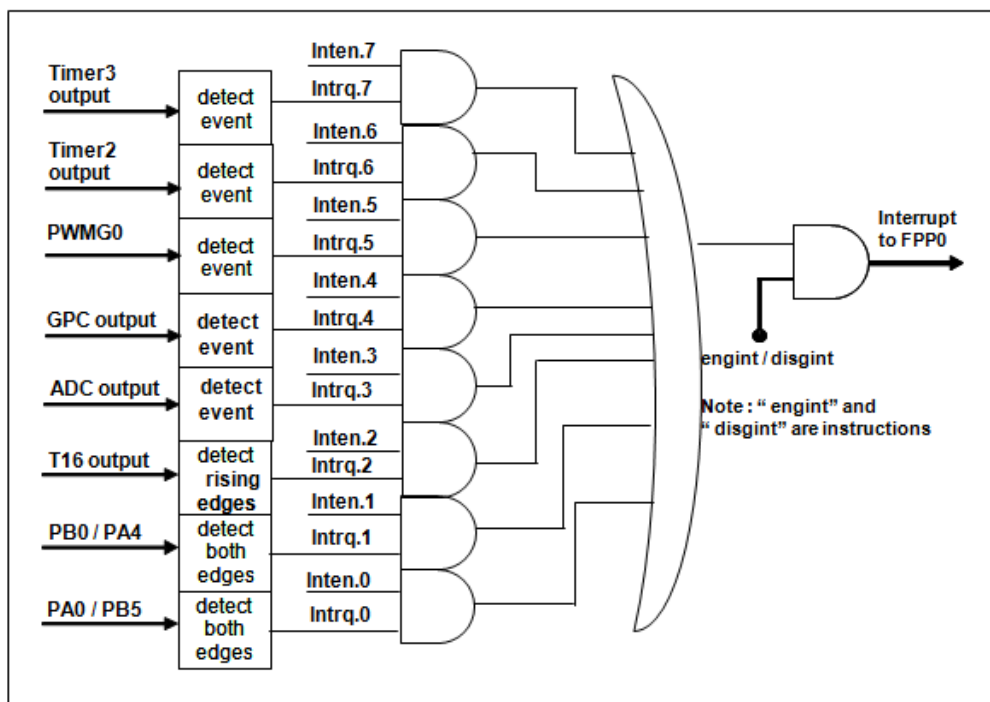 Timer3
output
detect
event
Inten.7
Intrq.7
Timer2
output
detect
event
Inten.6
Intrq.6
PWMG0
detect
event
Inten.5
Intrq.5
GPC output
detect
event
Inten.4
Intrq.4
ADC output
detect
event
Inten.3
Intrq.3
T16 output
detect
rising
edges
Inten.2
Intrq.2
PB0 / PA4
detect
both
edges
Inten.1
Intrq.1
PA0 / PB5
detect
both
edges
Inten.0
Intrq.0
Interrupt
to FPP0
engint / disgint
Note : “ engint” and
“ disgint” are instructions